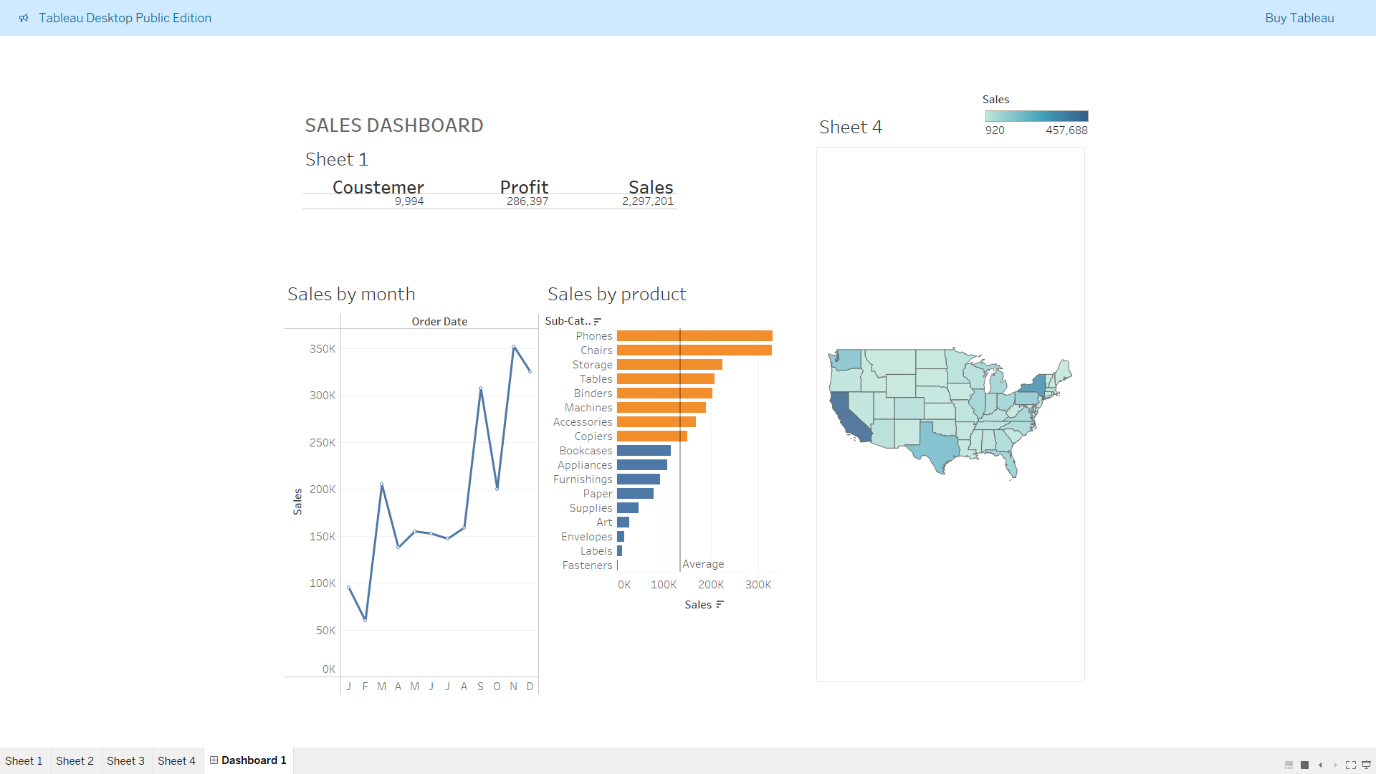 Tableau Desktop Public Edition
Buy Tableau
SALES DASHBOARD
Sheet 1
Coustemer Profit Sales
9,994 286,397 2,297,201
Sheet 4
Sales
920 457,688
Sales by month
Order Date
Sales
350K
300K
250K
200K
150K
100K
50K
0K
J F M A M J J A S O N D
Sales by product
Sub-Cat..
Phones
Chairs
Storage
Tables
Binders
Machines
Accessories
Copiers
Bookcases
Appliances
Furnishings
Paper
Supplies
Art
Envelopes
Labels
Fasteners
Average
0K 100K 200K 300K
Sales
Sheet 1 Sheet 2 Sheet 3 Sheet 4 Dashboard 1